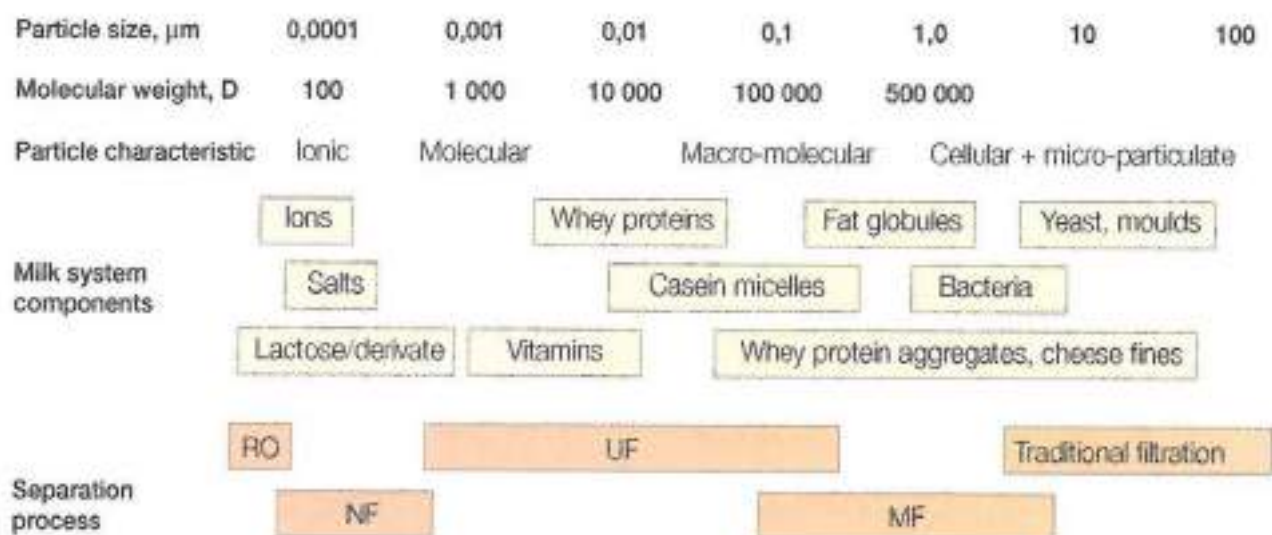 Particle size, μm 0,0001 0,001 0,01 0,1 1,0 10 100
Molecular weight, D 100 1 000 10 000 100 000 500 000
Particle characteristic Ionic Molecular Macro-molecular Cellular + micro-particulate
Ions Whey proteins Fat globules Yeast, moulds
Milk system
components
Salts Casein micelles Bacteria
Lactose/derivate Vitamins Whey protein aggregates, cheese fines
RO UF Traditional filtration
Separation
process
NF MF